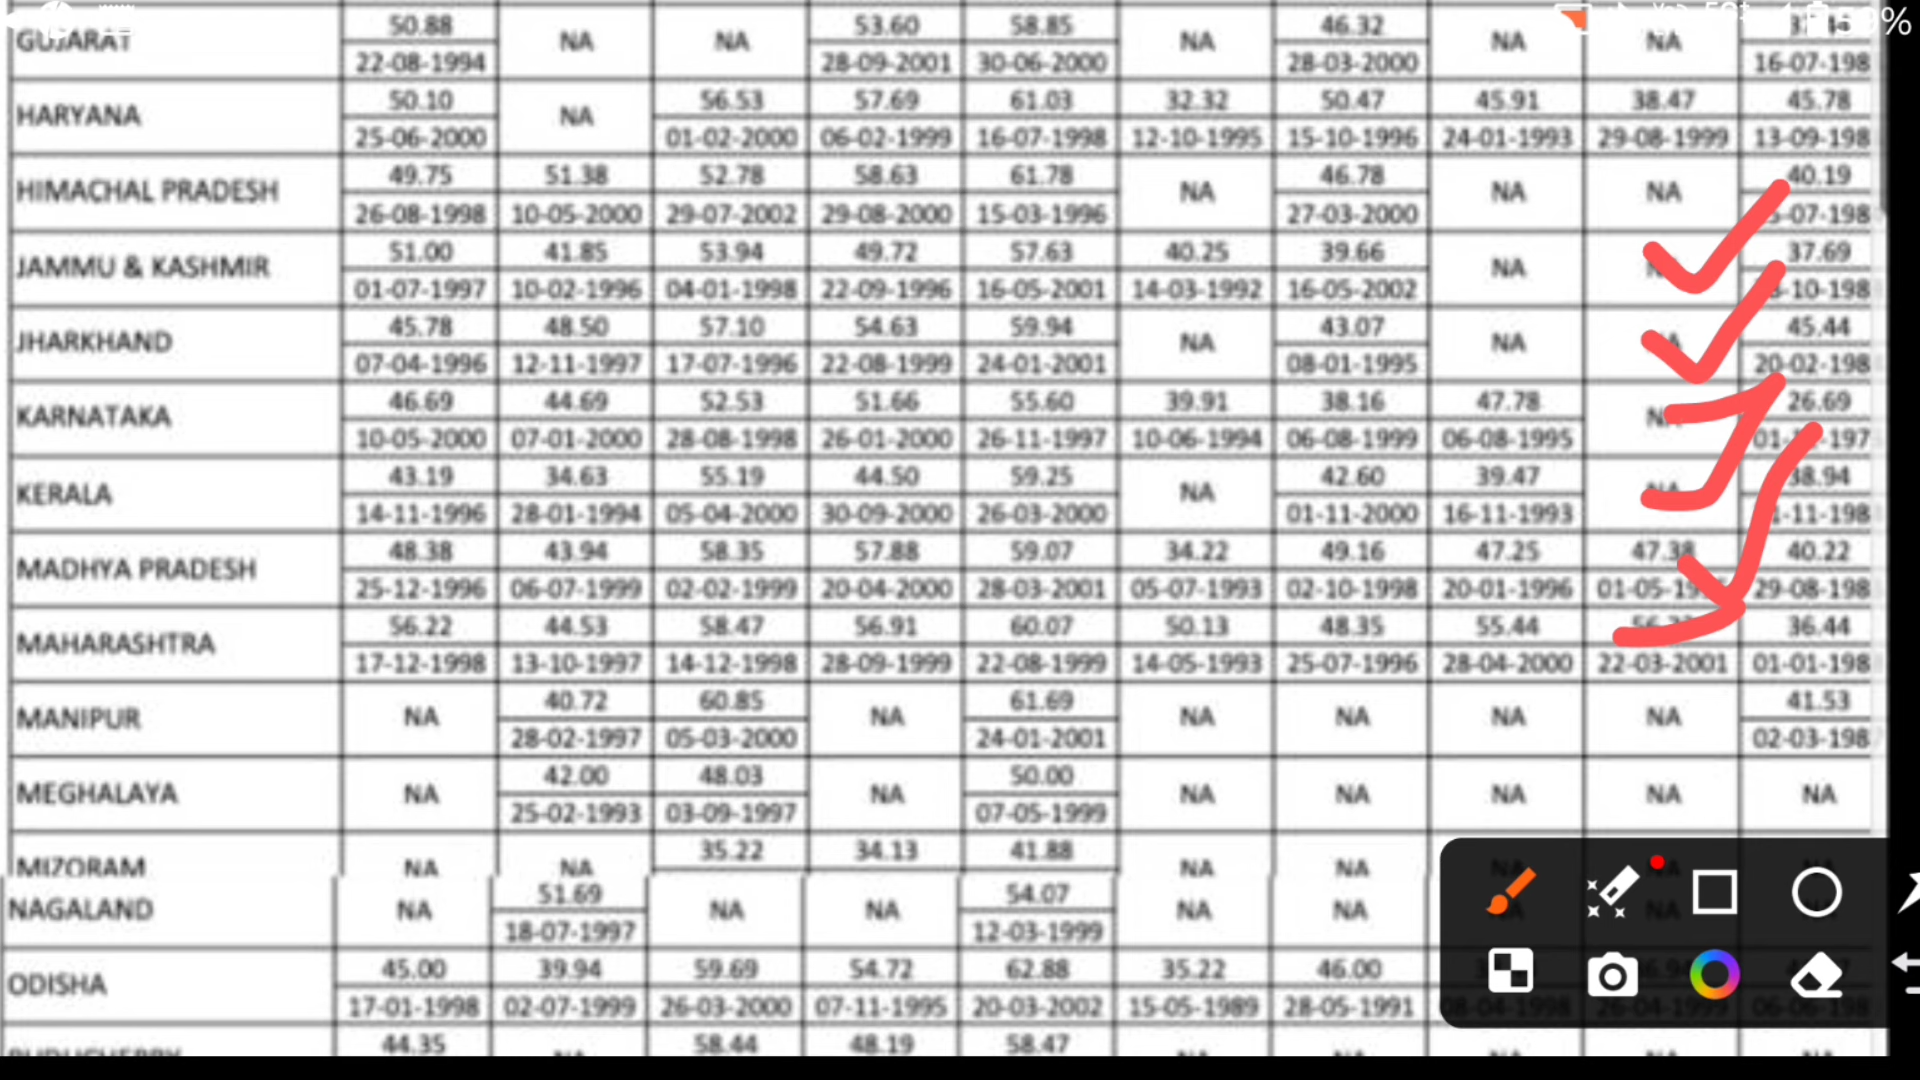 GUJARAT 50.88 NA NA 53.60 58.85 NA 46.32 NA NA
22-08-1994 28-09-2001 30-06-2000 28-03-2000 16-07-198
HARYANA 50.10 NA 56.53 57.69 61.03 32.32 50.47 45.91 38.47 45.78
25-06-2000 01-02-2000 06-02-1999 16-07-1998 12-10-1995 15-10-1996 24-01-1993 29-08-1999 13-09-198
HIMACHAL PRADESH 49.75 51.38 52.78 58.63 61.78 NA 46.78 NA NA 40.19
26-08-1998 10-05-2000 29-07-2002 29-08-2000 15-03-1996 27-03-2000 -07-198
JAMMU & KASHMIR 51.00 41.85 53.94 49.72 57.63 40.25 39.66 NA 37.69
01-07-1997 10-02-1996 04-01-1998 22-09-1996 16-05-2001 14-03-1992 16-05-2002 -10-198
JHARKHAND 45.78 48.50 57.10 54.63 59.94 NA 43.07 NA 45.44
07-04-1996 12-11-1997 17-07-1996 22-08-1999 24-01-2001 08-01-1995 20-02-198
KARNATAKA 46.69 44.69 52.53 51.66 55.60 39.91 38.16 47.78 26.69
10-05-2000 07-01-2000 28-08-1998 26-01-2000 26-11-1997 10-06-1994 06-08-1999 06-08-1995
KERALA 43.19 34.63 55.19 44.50 59.25 NA 42.60 39.47 38.94
14-11-1996 28-01-1994 05-04-2000 30-09-2000 26-03-2000 01-11-2000 16-11-1993 -11-198
MADHYA PRADESH 48.38 43.94 58.35 57.88 59.07 34.22 49.16 47.25 47.38 40.22
25-12-1996 06-07-1999 02-02-1999 20-04-2000 28-03-2001 05-07-1993 02-10-1998 20-01-1996 01-05-19 29-08-198
MAHARASHTRA 56.22 44.53 58.47 56.91 60.07 50.13 48.35 55.44 36.44
17-12-1998 13-10-1997 14-12-1998 28-09-1999 22-08-1999 14-05-1993 25-07-1996 28-04-2000 22-03-2001 01-01-198
MANIPUR NA 40.72 60.85 NA 61.69 NA NA NA NA 41.53
28-02-1997 05-03-2000 24-01-2001 02-03-198
MEGHALAYA NA 42.00 48.03 NA 50.00 NA NA NA NA NA
25-02-1993 03-09-1997 07-05-1999
MIZORAM NA NA 35.22 34.13 41.88 NA NA
NAGALAND NA 51.69 NA NA 54.07 NA NA
18-07-1997 12-03-1999
ODISHA 45.00 39.94 59.69 54.72 62.88 35.22 46.00
17-01-1998 02-07-1999 26-03-2000 07-11-1995 20-03-2002 15-05-1989 28-05-1991 08-04-1998 26-04-1999
PUDUCHERRY 44.35 NA 58.44 48.19 58.47